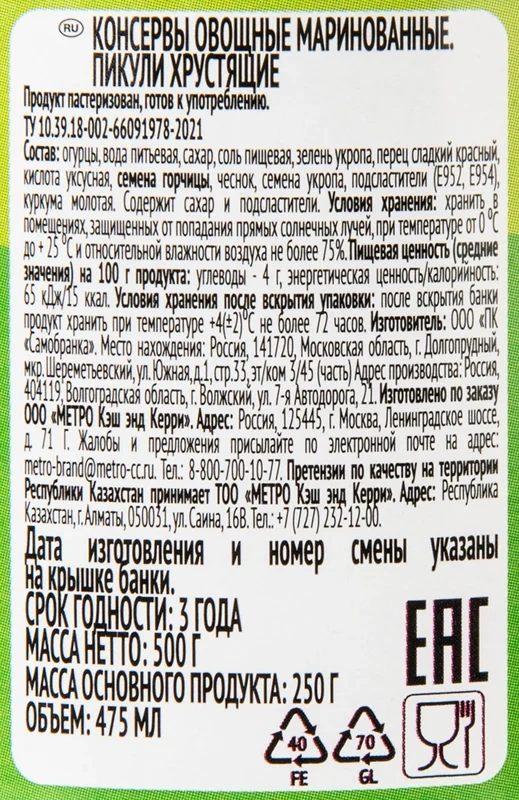 RU КОНСЕРВЫ ОВОЩНЫЕ МАРИНОВАННЫЕ.
ПИКУЛИ ХРУСТЯЩИЕ
Продукт пастеризован, готов к употреблению.
ТУ 10.39.18-002-66091978-2021
Состав: огурцы, вода питьевая, сахар, соль пищевая, зелень укропа, перец сладкий красный,
кислота уксусная, семена горчицы, чеснок, семена укропа, подсластители (Е952, Е954),
куркума молотая. Содержит сахар и подсластители. Условия хранения: хранить в
помещениях, защищенных от попадания прямых солнечных лучей, при температуре от 0 °С
до + 25 °С и относительной влажности воздуха не более 75%. Пищевая ценность (средние
значения) на 100 г продукта: углеводы - 4 г, энергетическая ценность/калорийность:
65 кДж/15 ккал. Условия хранения после вскрытия упаковки: после вскрытия банки
продукт хранить при температуре +4(±2)°С не более 72 часов. Изготовитель: ООО «ПК
«Самобранка». Место нахождения: Россия, 141720, Московская область, г. Долгопрудный,
мкр. Шереметьевский, ул. Южная, д.1, стр.33, эт/ком 3/45 (часть) Адрес производства: Россия,
404119, Волгоградская область, г. Волжский, ул. 7-я Автодорога, 21. Изготовлено по заказу
ООО «МЕТРО Кэш энд Керри». Адрес: Россия, 125445, г. Москва, Ленинградское шоссе,
д. 71 Г. Жалобы и предложения присылайте по электронной почте на адрес:
metro-brand@metro-cc.ru. Тел.: 8-800-700-10-77. Претензии по качеству на территории
Республики Казахстан принимает ТОО «МЕТРО Кэш энд Керри». Адрес: Республика
Казахстан, г. Алматы, 050031, ул. Саина, 16В. Тел.: +7 (727) 232-12-00.
Дата изготовления и номер смены указаны
на крышке банки.
СРОК ГОДНОСТИ: 3 ГОДА
МАССА НЕТТО: 500 Г
МАССА ОСНОВНОГО ПРОДУКТА: 250 Г
ОБЪЕМ: 475 МЛ
EAC
40
FE
70
GL